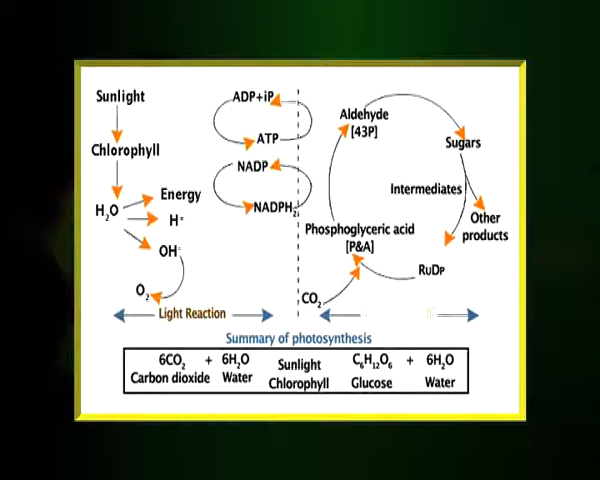 Sunlight
Chlorophyll
H₂O
Energy
H⁺
OH⁻
O₂
ADP+iP
ATP
NADP
NADPH₂
Aldehyde
[43P]
Sugars
Intermediates
Other
products
Phosphoglyceric acid
[P&A]
RuDP
CO₂
Light Reaction
Summary of photosynthesis
6CO₂ + 6H₂O Sunlight C₆H₁₂O₆ + 6H₂O
Carbon dioxide Water Chlorophyll Glucose Water